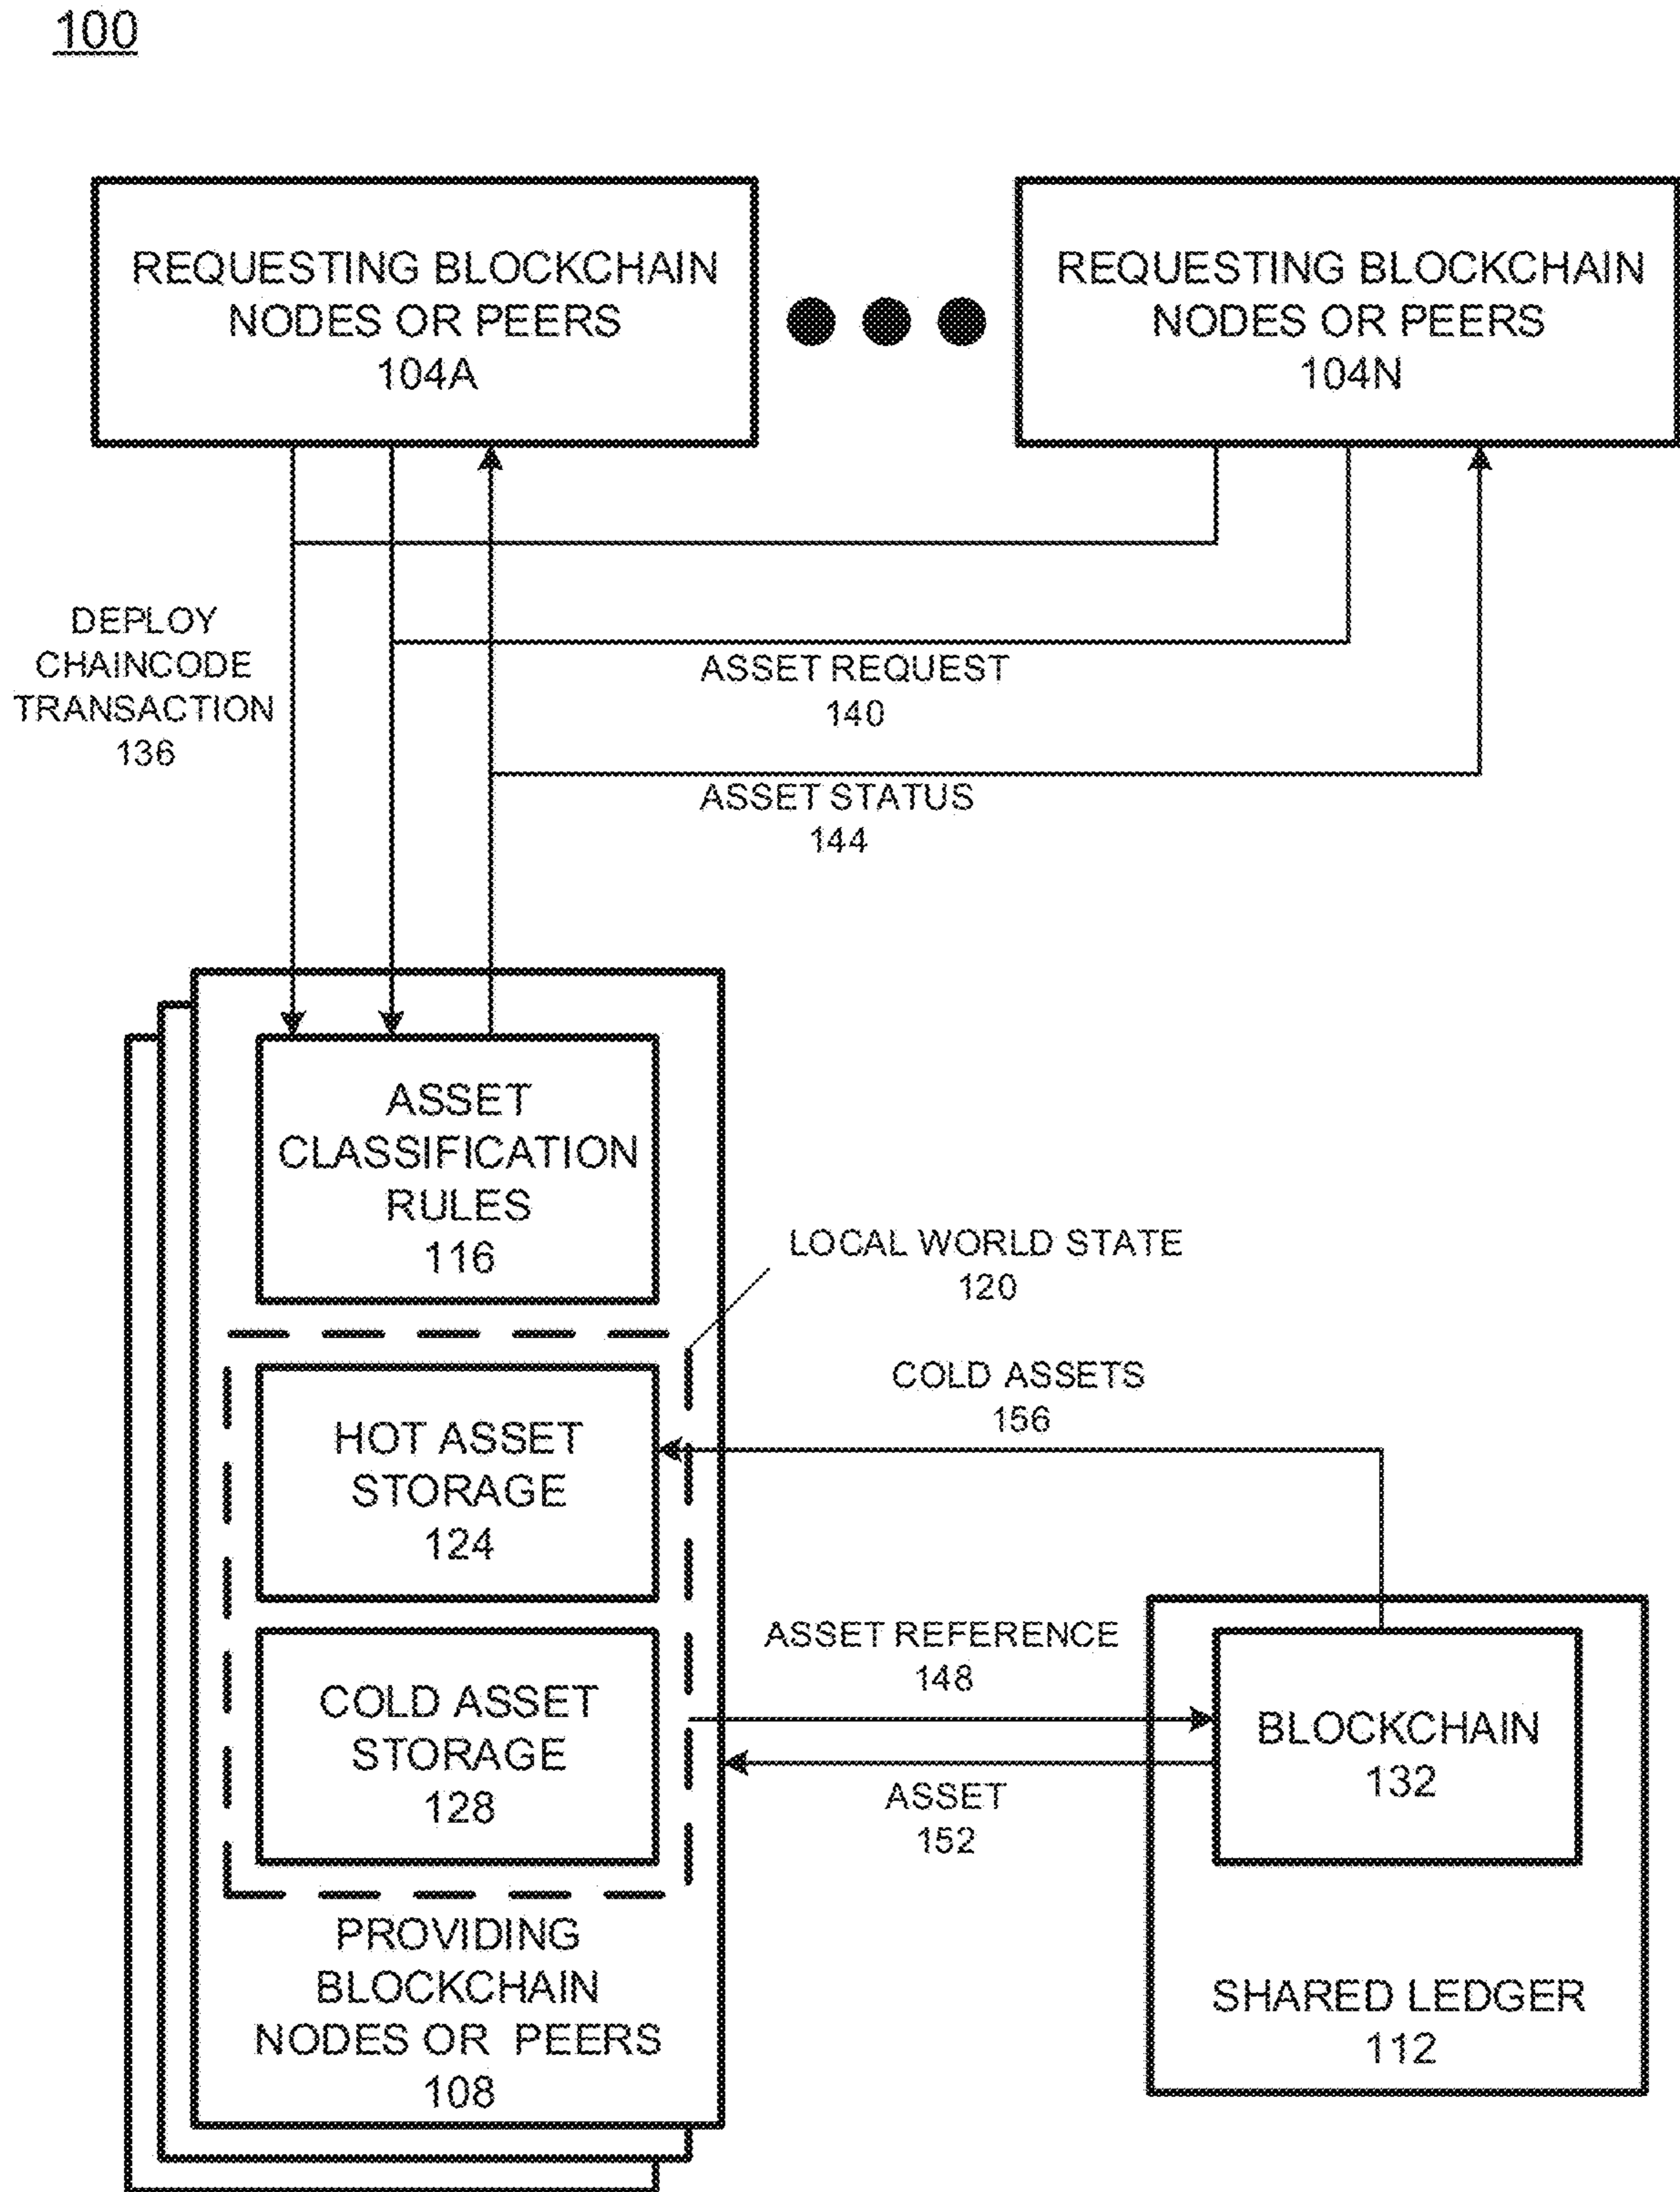 100
REQUESTING BLOCKCHAIN
NODES OR PEERS
104A
REQUESTING BLOCKCHAIN
NODES OR PEERS
104N
DEPLOY
CHAINCODE
TRANSACTION
136
ASSET REQUEST
140
ASSET STATUS
144
ASSET
CLASSIFICATION
RULES
116
LOCAL WORLD STATE
120
COLD ASSETS
156
HOT ASSET
STORAGE
124
ASSET REFERENCE
148
COLD ASSET
STORAGE
128
BLOCKCHAIN
132
ASSET
152
PROVIDING
BLOCKCHAIN
NODES OR PEERS
108
SHARED LEDGER
112